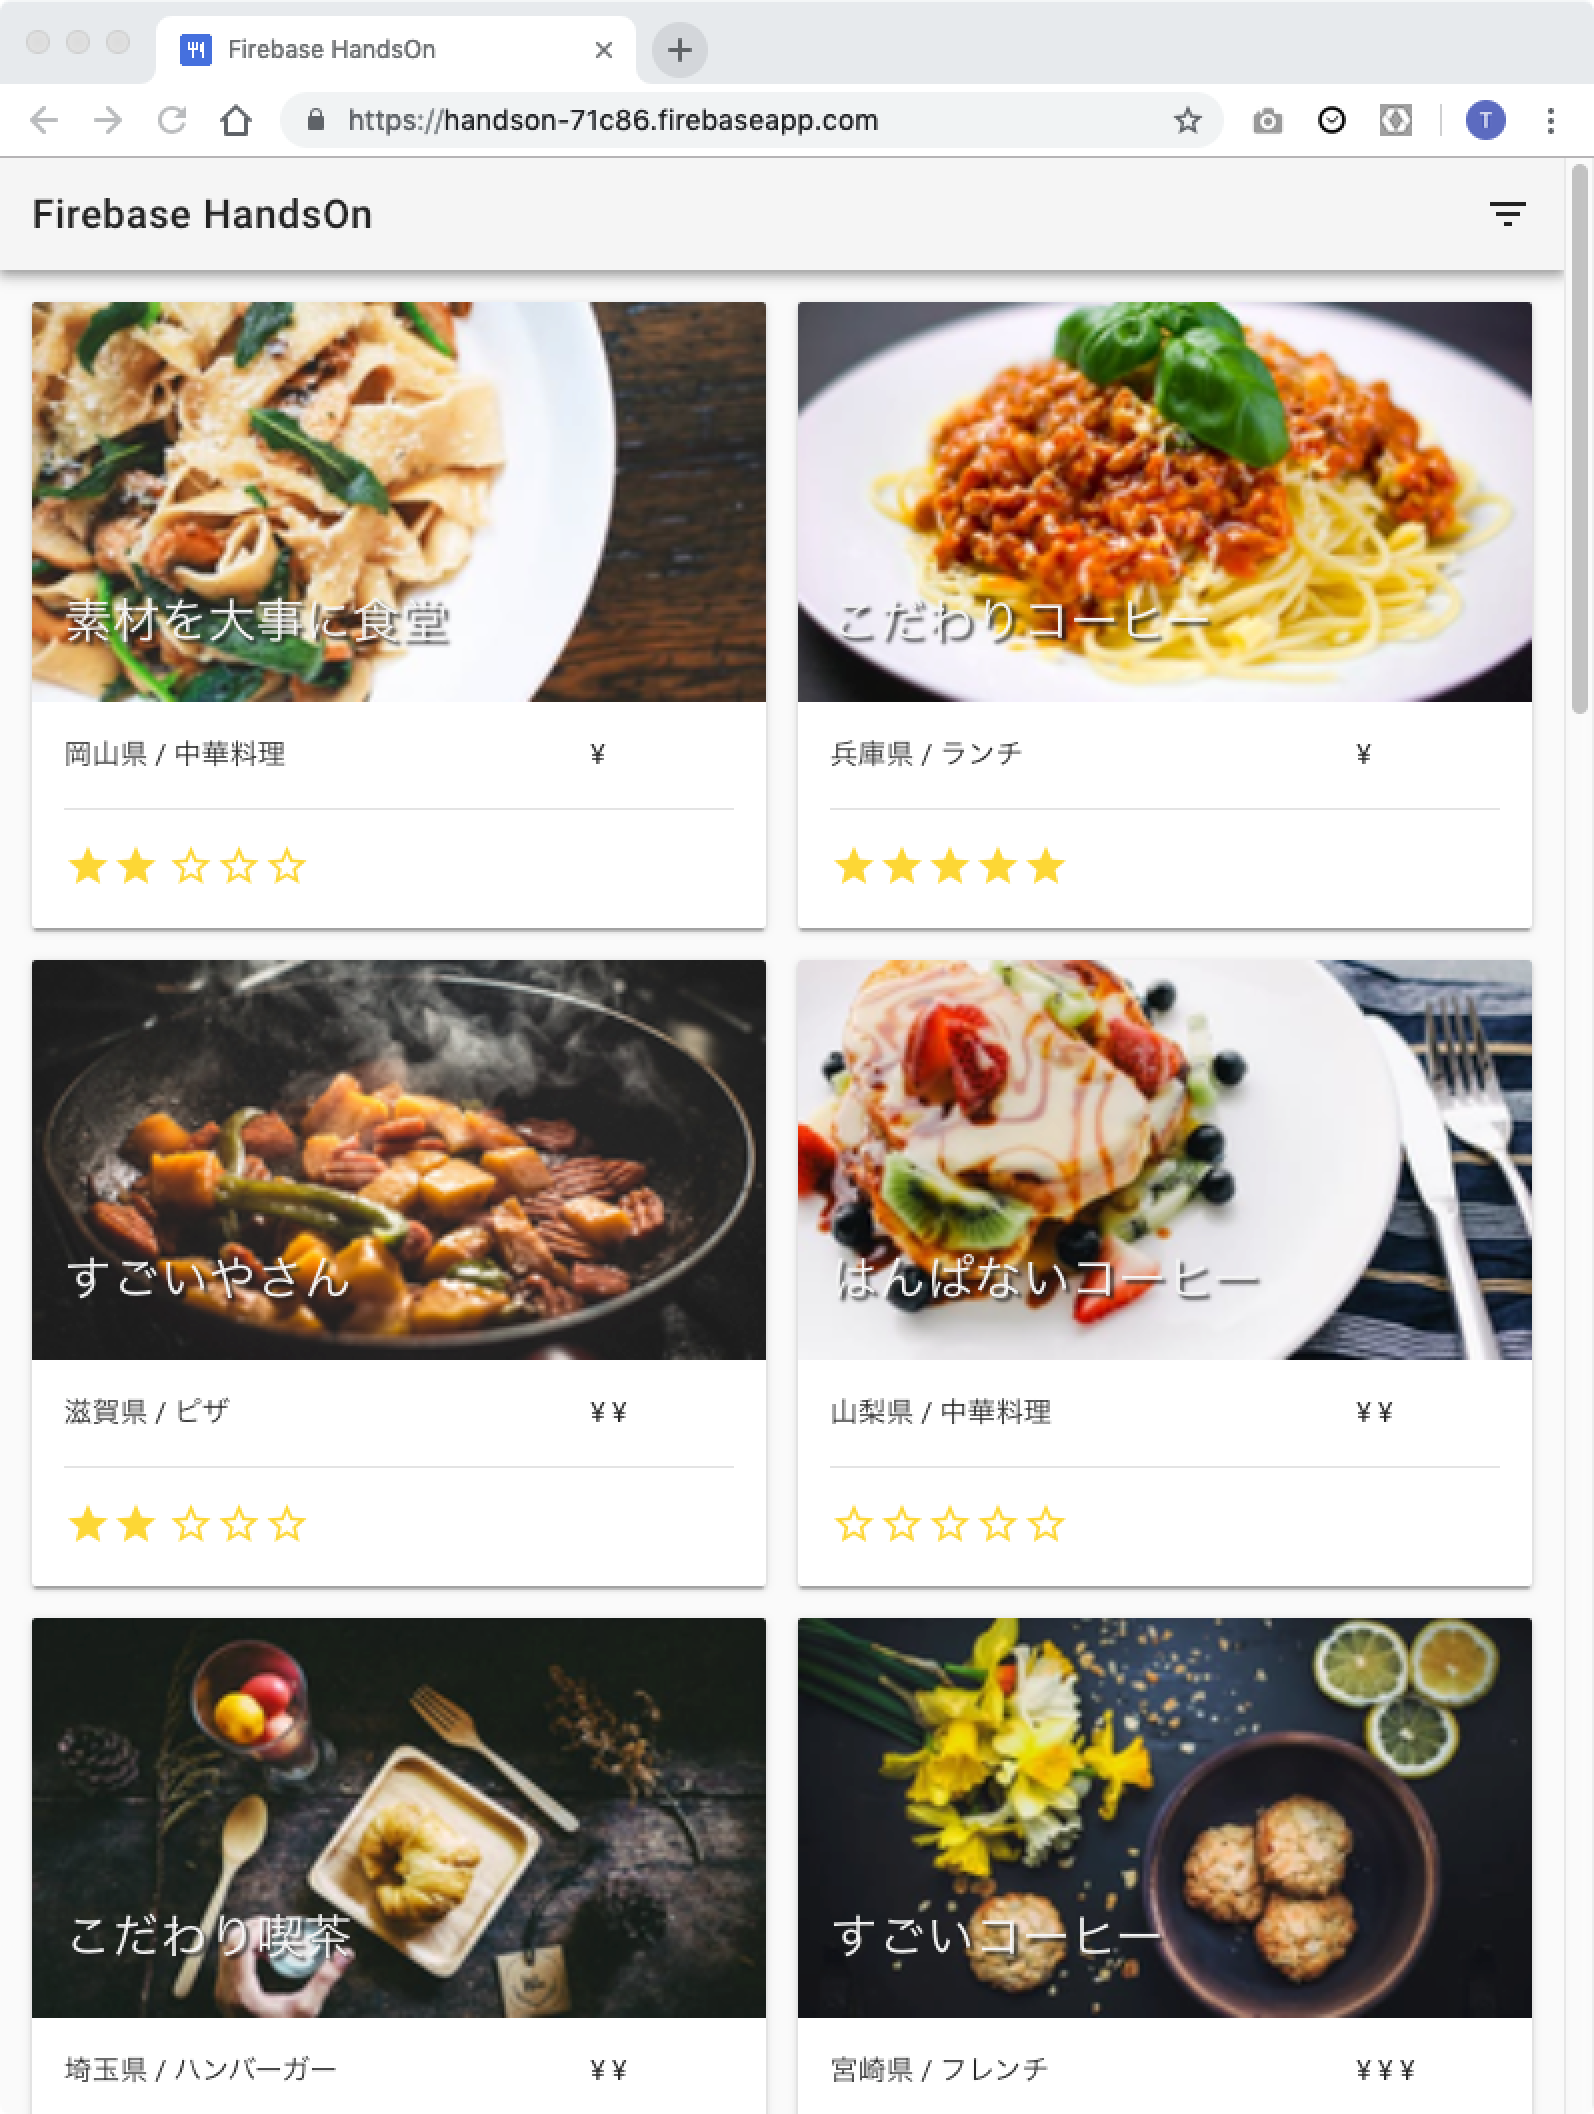 Firebase HandsOn
https://handson-71c86.firebaseapp.com
T
Firebase HandsOn
素材を大事に食堂
岡山県 / 中華料理 ¥
こだわりコーヒー
兵庫県 / ランチ ¥
すごいやさん
滋賀県 / ピザ ¥ ¥
はんぱないコーヒー
山梨県 / 中華料理 ¥ ¥
こだわり喫茶
埼玉県 / ハンバーガー ¥ ¥
すごいコーヒー
宮崎県 / フレンチ ¥ ¥ ¥